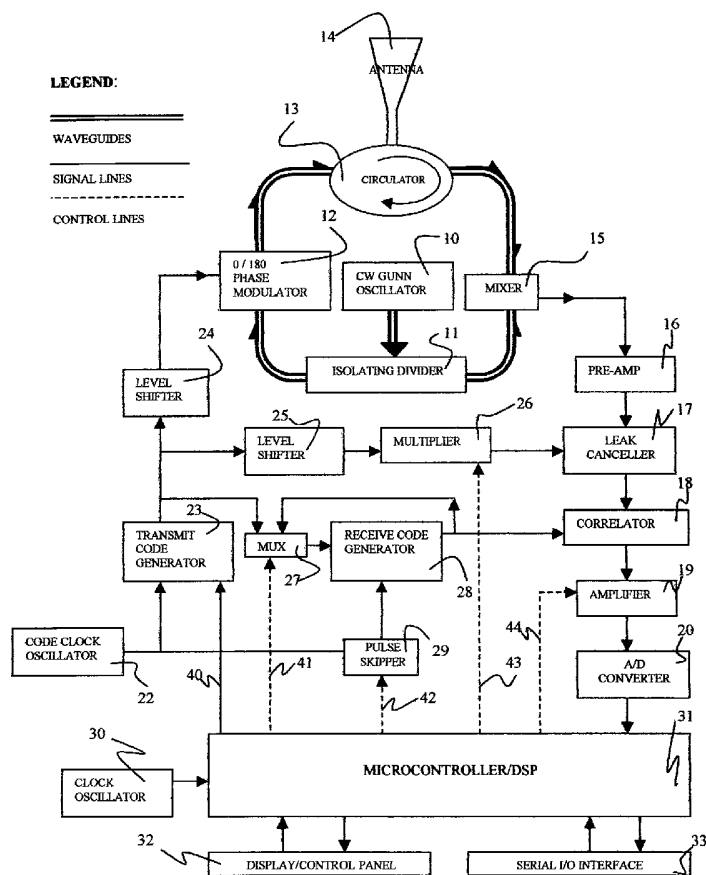 14
ANTENNA
LEGEND:
WAVEGUIDES
SIGNAL LINES
CONTROL LINES
13
CIRCULATOR
12
10
15
0 / 180
PHASE
MODULATOR
CW GUNN
OSCILLATOR
MIXER
11
ISOLATING DIVIDER
16
PRE-AMP
24
LEVEL
SHIFTER
25
LEVEL
SHIFTER
26
MULTIPLIER
17
LEAK
CANCELLER
18
CORRELATOR
23
TRANSMIT
CODE
GENERATOR
MUX
27
RECEIVE CODE
GENERATOR
28
19
AMPLIFIER
CODE CLOCK
OSCILLATOR
22
PULSE
SKIPPER
29
20
A/D
CONVERTER
40
41
42
43
44
30
CLOCK
OSCILLATOR
31
MICROCONTROLLER/DSP
32
DISPLAY/CONTROL PANEL
SERIAL I/O INTERFACE
33